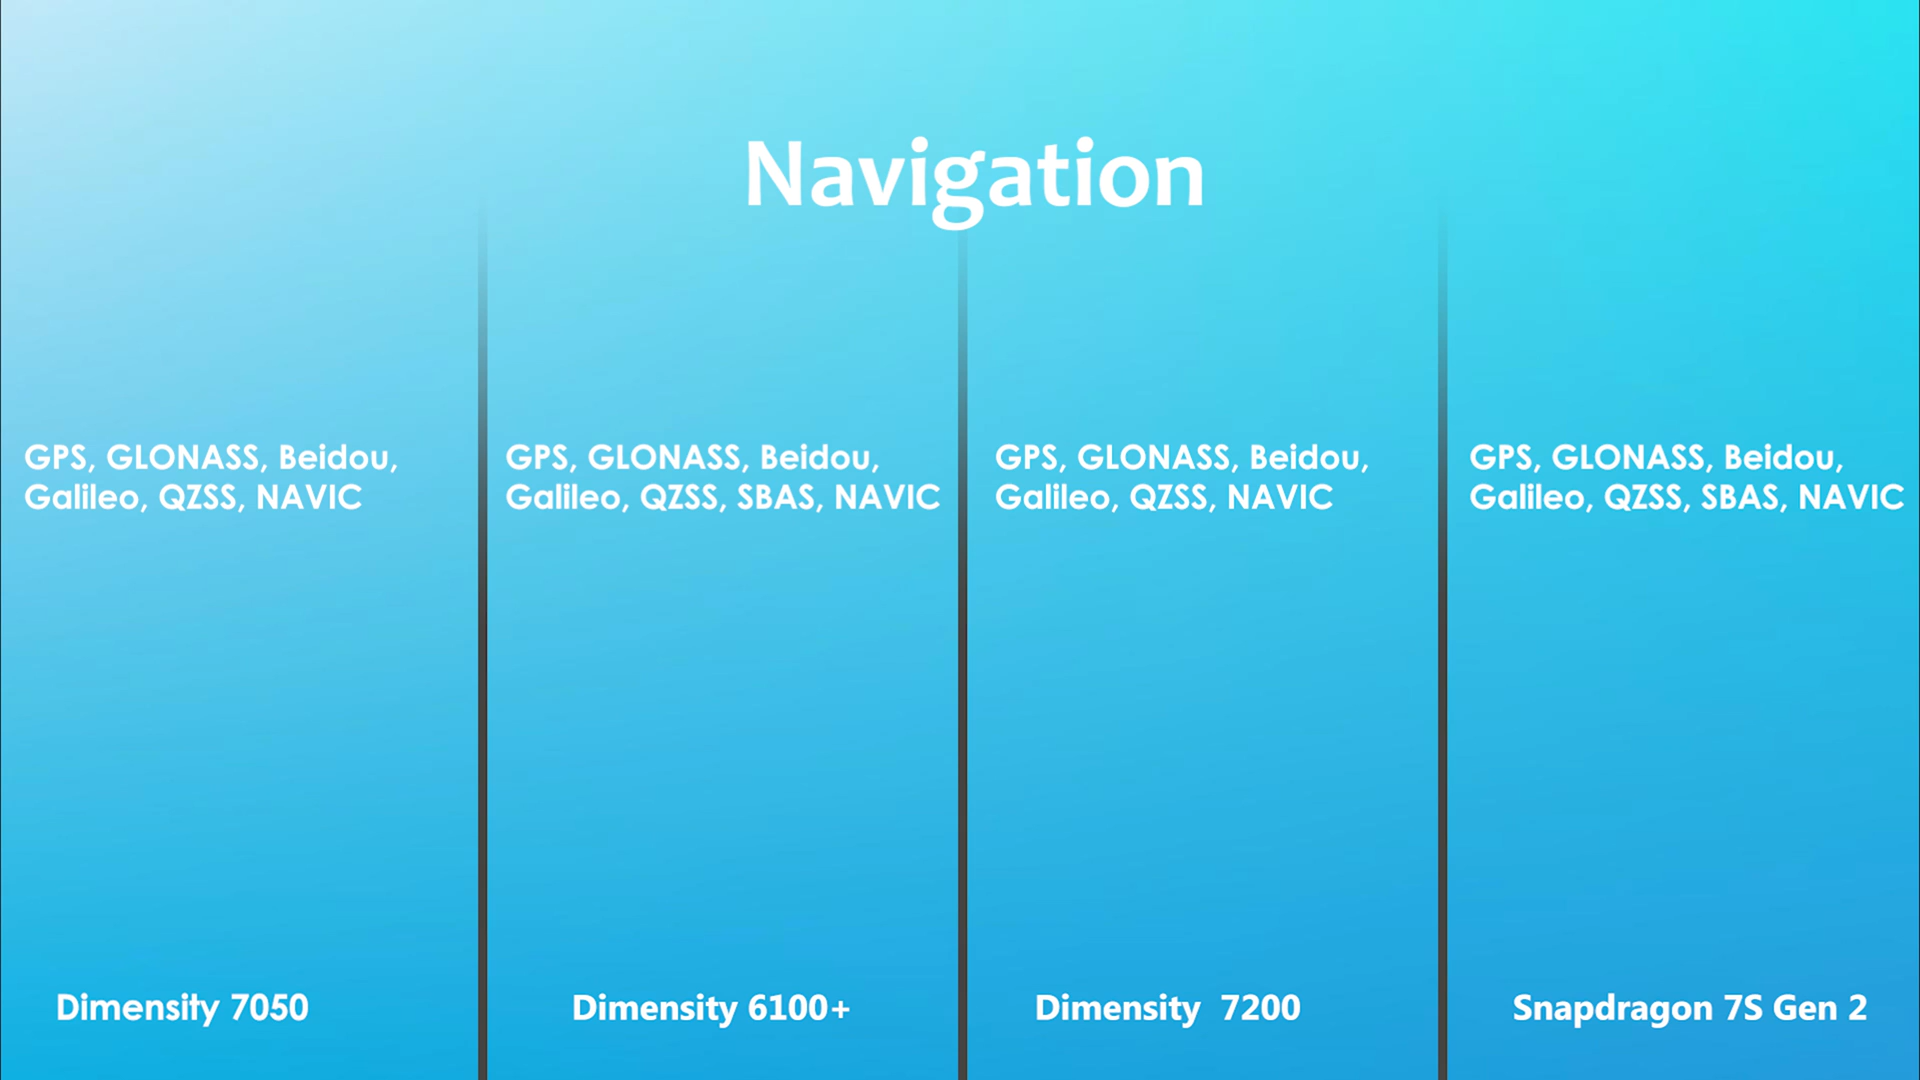 Navigation
GPS, GLONASS, Beidou,
Galileo, QZSS, NAVIC
GPS, GLONASS, Beidou,
Galileo, QZSS, SBAS, NAVIC
GPS, GLONASS, Beidou,
Galileo, QZSS, NAVIC
GPS, GLONASS, Beidou,
Galileo, QZSS, SBAS, NAVIC
Dimensity 7050
Dimensity 6100+
Dimensity 7200
Snapdragon 7S Gen 2